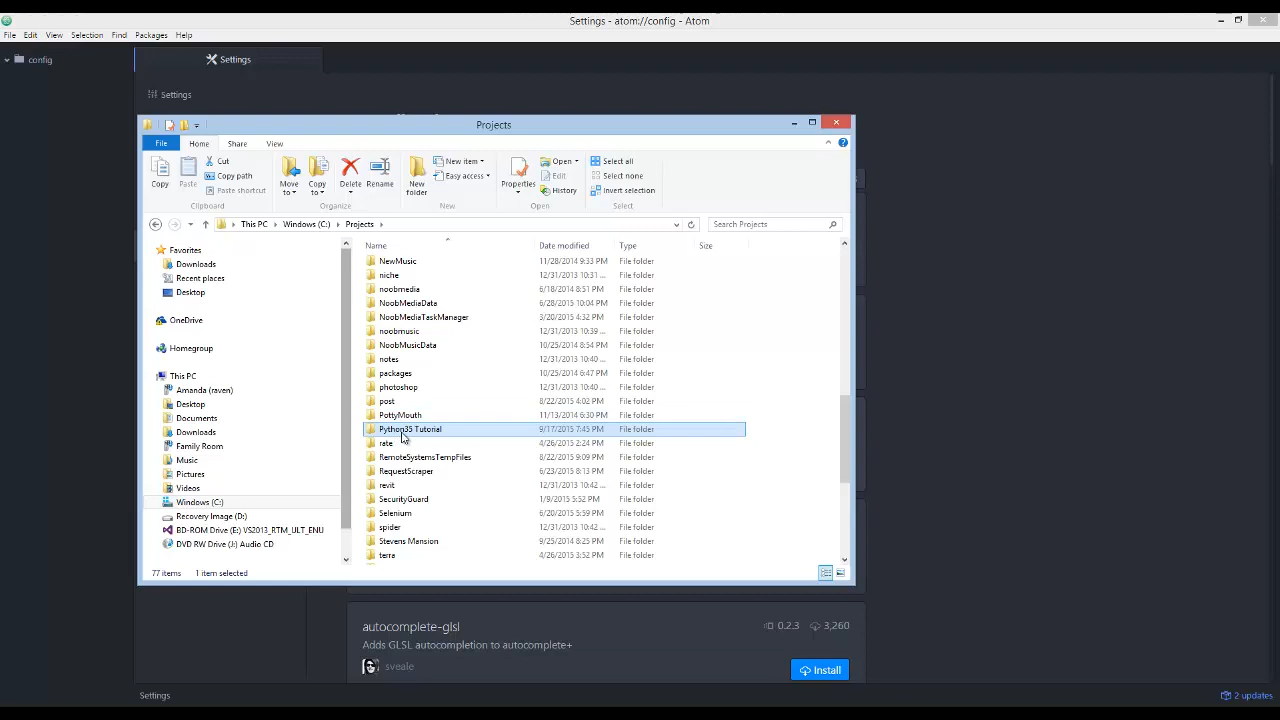 Settings - atom://config - Atom
File Edit View Selection Find Packages Help
config
Settings
Settings
Projects
File Home Share View
Copy
Paste
Cut
Copy path
Paste shortcut
Clipboard
Move to
Copy to
Delete
Rename
Organize
New folder
New item
Easy access
New
Properties
Open
Edit
History
Open
Select all
Select none
Invert selection
Select
This PC Windows (C:) Projects
Search Projects
Favorites
Downloads
Recent places
Desktop
OneDrive
Homegroup
This PC
Amanda (raven)
Desktop
Documents
Downloads
Family Room
Music
Pictures
Videos
Windows (C:)
Recovery Image (D:)
BD-ROM Drive (E:) VS2013_RTM_ULT_ENU
DVD RW Drive (J:) Audio CD
Name Date modified Type Size
NewMusic 11/28/2014 9:33 PM File folder
niche 12/31/2013 10:31 ... File folder
noobmedia 6/18/2014 8:51 PM File folder
NoobMediaData 6/28/2015 10:04 PM File folder
NoobMediaTaskManager 3/20/2015 4:32 PM File folder
noobmusic 12/31/2013 10:39 ... File folder
NoobMusicData 10/25/2014 8:54 PM File folder
notes 12/31/2013 10:40 ... File folder
packages 10/25/2014 6:47 PM File folder
photoshop 12/31/2013 10:40 ... File folder
post 8/22/2015 4:02 PM File folder
PottyMouth 11/13/2014 6:30 PM File folder
Python35 Tutorial 9/17/2015 7:45 PM File folder
rate 4/26/2015 2:24 PM File folder
RemoteSystemsTempFiles 8/22/2015 9:09 PM File folder
RequestScraper 6/23/2015 8:13 PM File folder
revit 12/31/2013 10:42 ... File folder
SecurityGuard 1/9/2015 5:52 PM File folder
Selenium 6/20/2015 5:59 PM File folder
spider 12/31/2013 10:42 ... File folder
Stevens Mansion 9/25/2014 8:25 PM File folder
terra 4/26/2015 3:52 PM File folder
77 items 1 item selected
autocomplete-glsl 0.2.3 3,260
Adds GLSL autocompletion to autocomplete+
sveale
Install
Settings
2 updates